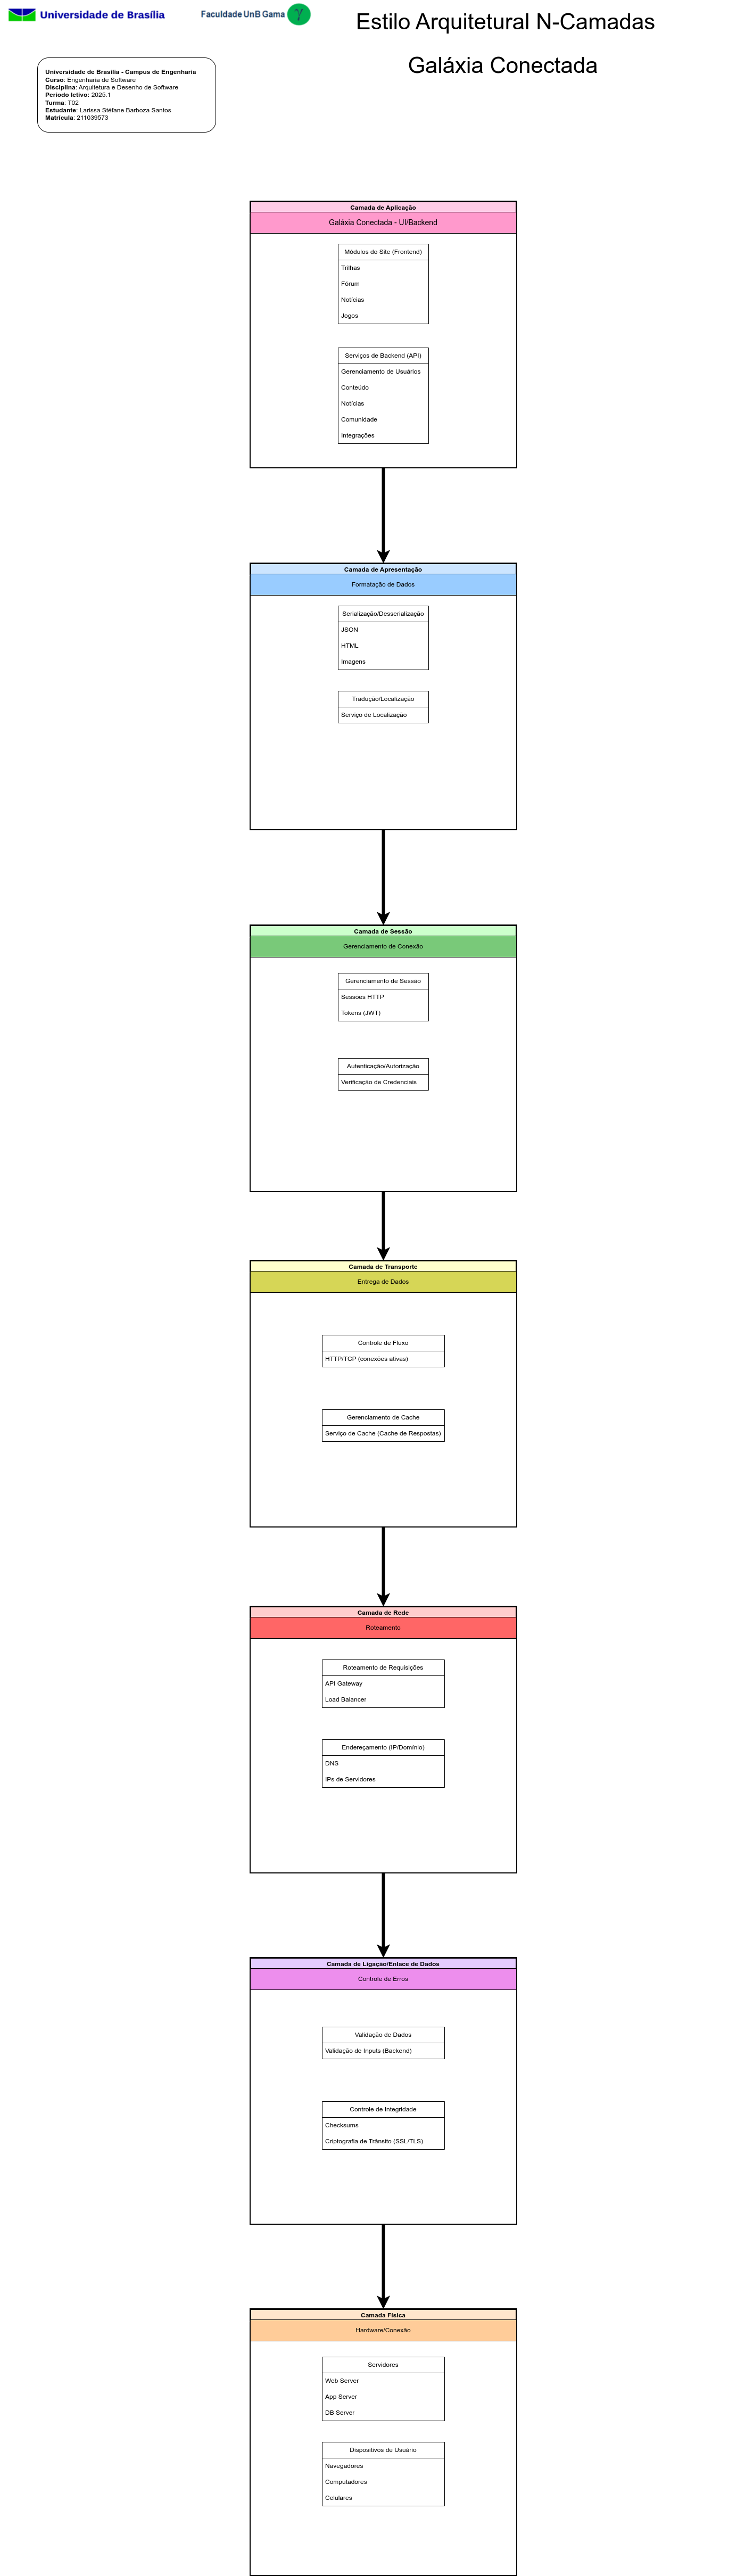 Universidade de Brasília
Faculdade UnB Gama
Estilo Arquitetural N-Camadas
Galáxia Conectada
Universidade de Brasília - Campus de Engenharia
Curso: Engenharia de Software
Disciplina: Arquitetura e Desenho de Software
Período letivo: 2025.1
Turma: T02
Estudante: Larissa Stéfane Barboza Santos
Matrícula: 211039573
Camada de Aplicação
Galáxia Conectada - UI/Backend
Módulos do Site (Frontend)
Trilhas
Fórum
Notícias
Jogos
Serviços de Backend (API)
Gerenciamento de Usuários
Conteúdo
Notícias
Comunidade
Integrações
Camada de Apresentação
Formatação de Dados
Serialização/Desserialização
JSON
HTML
Imagens
Tradução/Localização
Serviço de Localização
Camada de Sessão
Gerenciamento de Conexão
Gerenciamento de Sessão
Sessões HTTP
Tokens (JWT)
Autenticação/Autorização
Verificação de Credenciais
Camada de Transporte
Entrega de Dados
Controle de Fluxo
HTTP/TCP (conexões ativas)
Gerenciamento de Cache
Serviço de Cache (Cache de Respostas)
Camada de Rede
Roteamento
Roteamento de Requisições
API Gateway
Load Balancer
Endereçamento (IP/Domínio)
DNS
IPs de Servidores
Camada de Ligação/Enlace de Dados
Controle de Erros
Validação de Dados
Validação de Inputs (Backend)
Controle de Integridade
Checksums
Criptografia de Trânsito (SSL/TLS)
Camada Física
Hardware/Conexão
Servidores
Web Server
App Server
DB Server
Dispositivos de Usuário
Navegadores
Computadores
Celulares